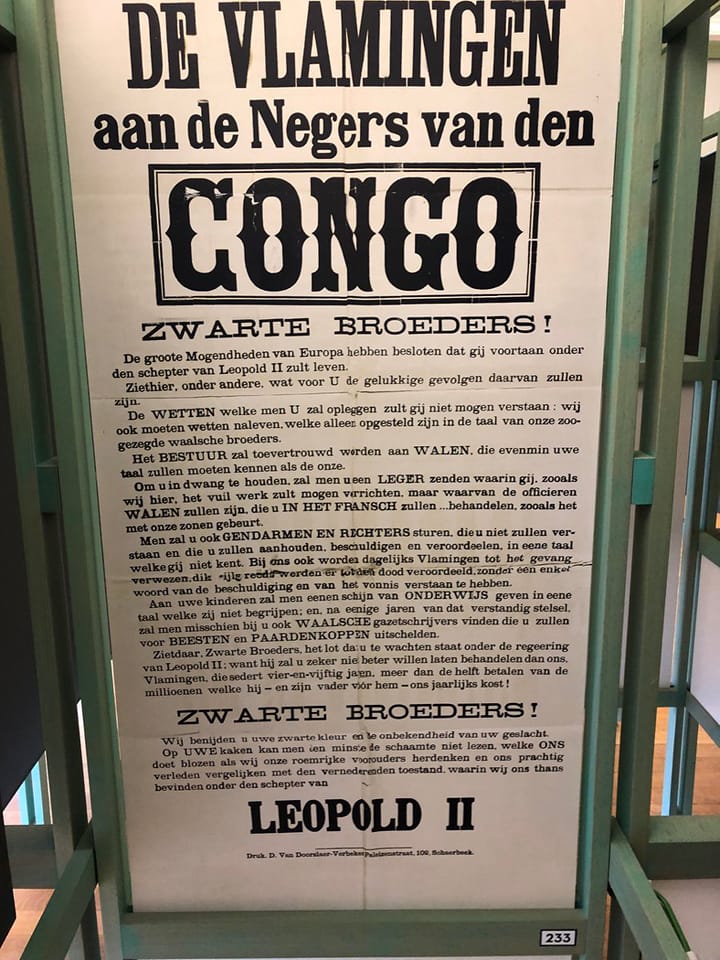 DE VLAMINGEN
aan de Negers van den
CONGO
ZWARTE BROEDERS!
De groote Mogendheden van Europa hebben besloten dat gij voortaan onder
den schepter van Leopold II zult leven.
Ziethier, onder andere, wat voor U de gelukkige gevolgen daarvan zullen
zijn.
De WETTEN welke men U zal opleggen zult gij niet mogen verstaan : wij
ook moeten wetten naleven, welke alleen opgesteld zijn in de taal van onze zoo-
gezegde waalsche broeders.
Het BESTUUR zal toevertrouwd worden aan WALEN, die evenmin uwe
taal zullen moeten kennen als de onze.
Om u in dwang te houden, zal men u een LEGER zenden waarin gij, zooals
wij hier, het vuil werk zult mogen verrichten, maar waarvan de officieren
WALEN zullen zijn, die u IN HET FRANSCH zullen ...behandelen, zooals het
met onze zonen gebeurt.
Men zal u ook GENDARMEN EN RECHTERS sturen, die u niet zullen ver-
staan en die u zullen aanhouden, beschuldigen en veroordeelen, in eene taal
welke gij niet kent. Bij ons ook worden dagelijks Vlamingen tot het gevang
verwezen, dik wijls reeds werden er tot den dood veroordeeld, zonder één enkel
woord van de beschuldiging en van het vonnis verstaan te hebben.
Aan uwe kinderen zal men eenen schijn van ONDERWIJS geven in eene
taal welke zij niet begrijpen; en, na eenige jaren van dat verstandig stelsel,
zal men misschien bij u ook WAALSCHE gazetschrijvers vinden die u zullen
voor BEESTEN en PAARDENKOPPEN uitschelden.
Zietdaar, Zwarte Broeders, het lot dat u te wachten staat onder de regeering
van Leopold II; want hij zal u zeker niet beter willen laten behandelen dan ons,
Vlamingen, die sedert vier-en-vijftig jaren, meer dan de helft betalen van de
millioenen welke hij — en zijn vader vóór hem — ons jaarlijks kost !
ZWARTE BROEDERS!
Wij benijden u uwe zwarte kleur en de onbekendheid van uw geslacht.
Op UWE kaken kan men ten minste de schaamte niet lezen, welke ONS
doet blozen als wij onze roemrijke voorouders herdenken en ons prachtig
verleden vergelijken met den vernederenden toestand, waarin wij ons thans
bevinden onder den schepter van
LEOPOLD II
Druk. D. Van Doorslaer-Verbeke, Paleizenstraat, 109, Schaerbeek.
233